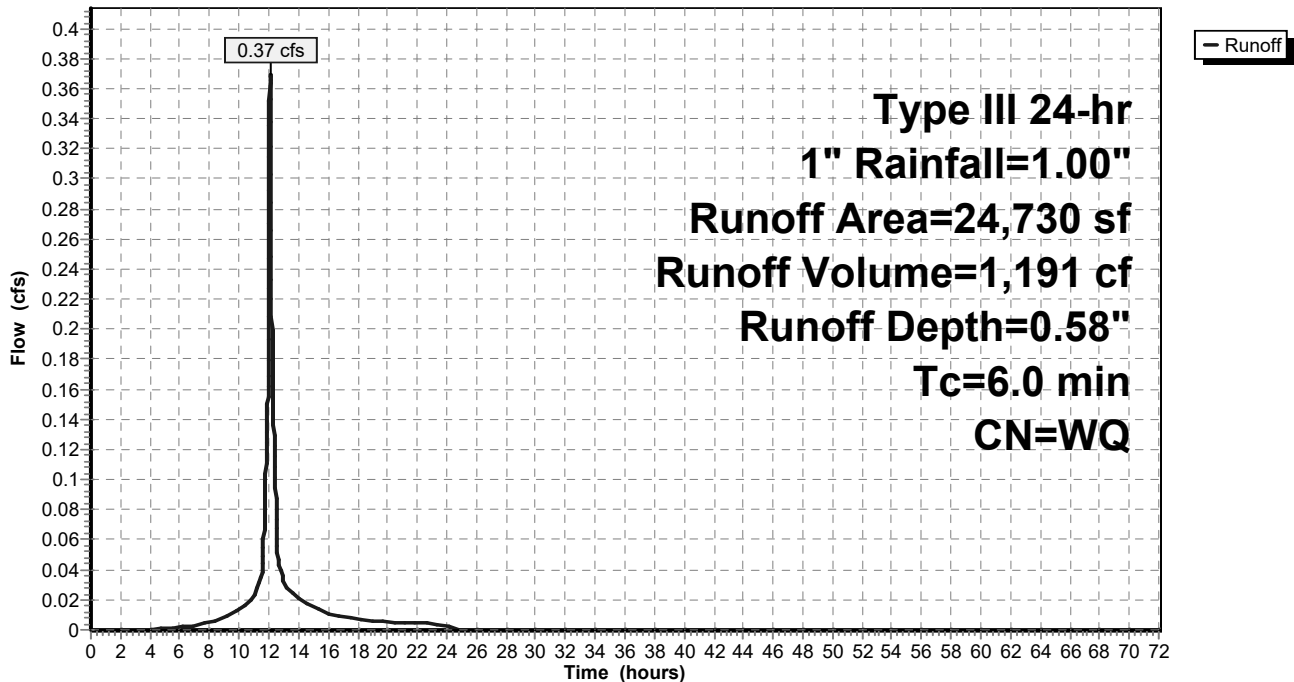 0.4
0.38
0.36
0.34
0.32
0.3
0.28
0.26
0.24
0.22
0.2
0.18
0.16
0.14
0.12
0.1
0.08
0.06
0.04
0.02
0
Flow (cfs)
0.37 cfs
Runoff
Type III 24-hr
1" Rainfall=1.00"
Runoff Area=24,730 sf
Runoff Volume=1,191 cf
Runoff Depth=0.58"
Tc=6.0 min
CN=WQ
0 2 4 6 8 10 12 14 16 18 20 22 24 26 28 30 32 34 36 38 40 42 44 46 48 50 52 54 56 58 60 62 64 66 68 70 72
Time (hours)